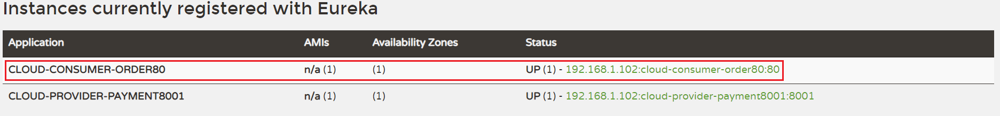 Instances currently registered with Eureka
Application AMIs Availability Zones Status
CLOUD-CONSUMER-ORDER80 n/a (1) (1) UP (1) - 192.168.1.102:cloud-consumer-order80:80
CLOUD-PROVIDER-PAYMENT8001 n/a (1) (1) UP (1) - 192.168.1.102:cloud-provider-payment8001:8001